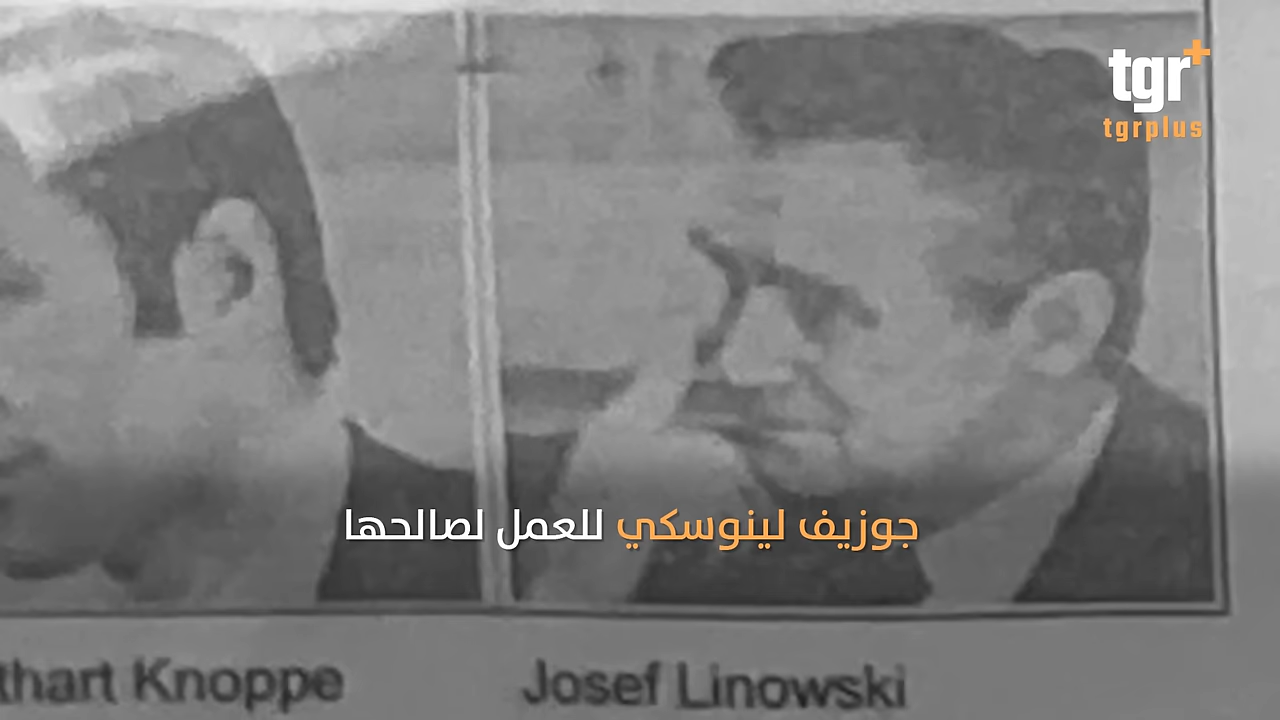 tgr+
tgrplus
جوزيف لينوسكي للعمل لصالحها
thart Knoppe
Josef Linowski